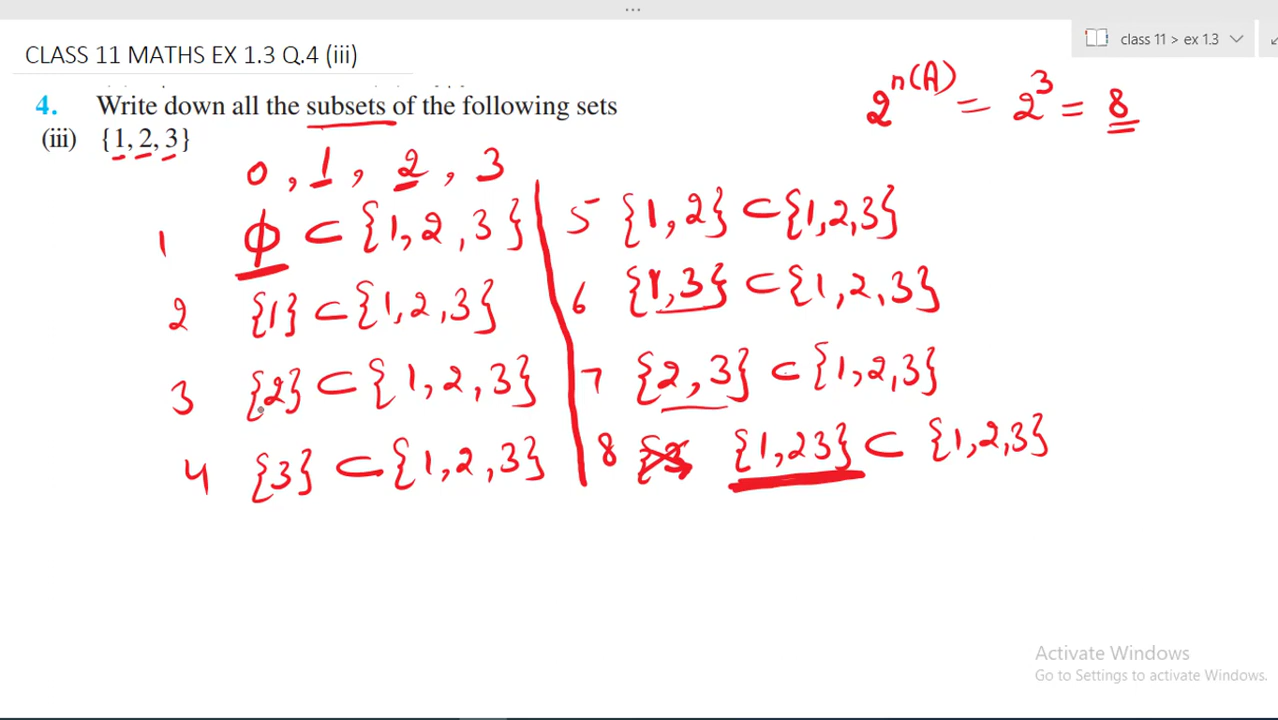 CLASS 11 MATHS EX 1.3 Q.4 (iii)
class 11 > ex 1.3
4. Write down all the subsets of the following sets
(iii) {1, 2, 3}
2^n(A) = 2^3 = 8
0, 1, 2, 3
1 ϕ ⊂ {1, 2, 3}
2 {1} ⊂ {1, 2, 3}
3 {2} ⊂ {1, 2, 3}
4 {3} ⊂ {1, 2, 3}
5 {1, 2} ⊂ {1, 2, 3}
6 {1, 3} ⊂ {1, 2, 3}
7 {2, 3} ⊂ {1, 2, 3}
8 {1, 23} ⊂ {1, 2, 3}
Activate Windows
Go to Settings to activate Windows.